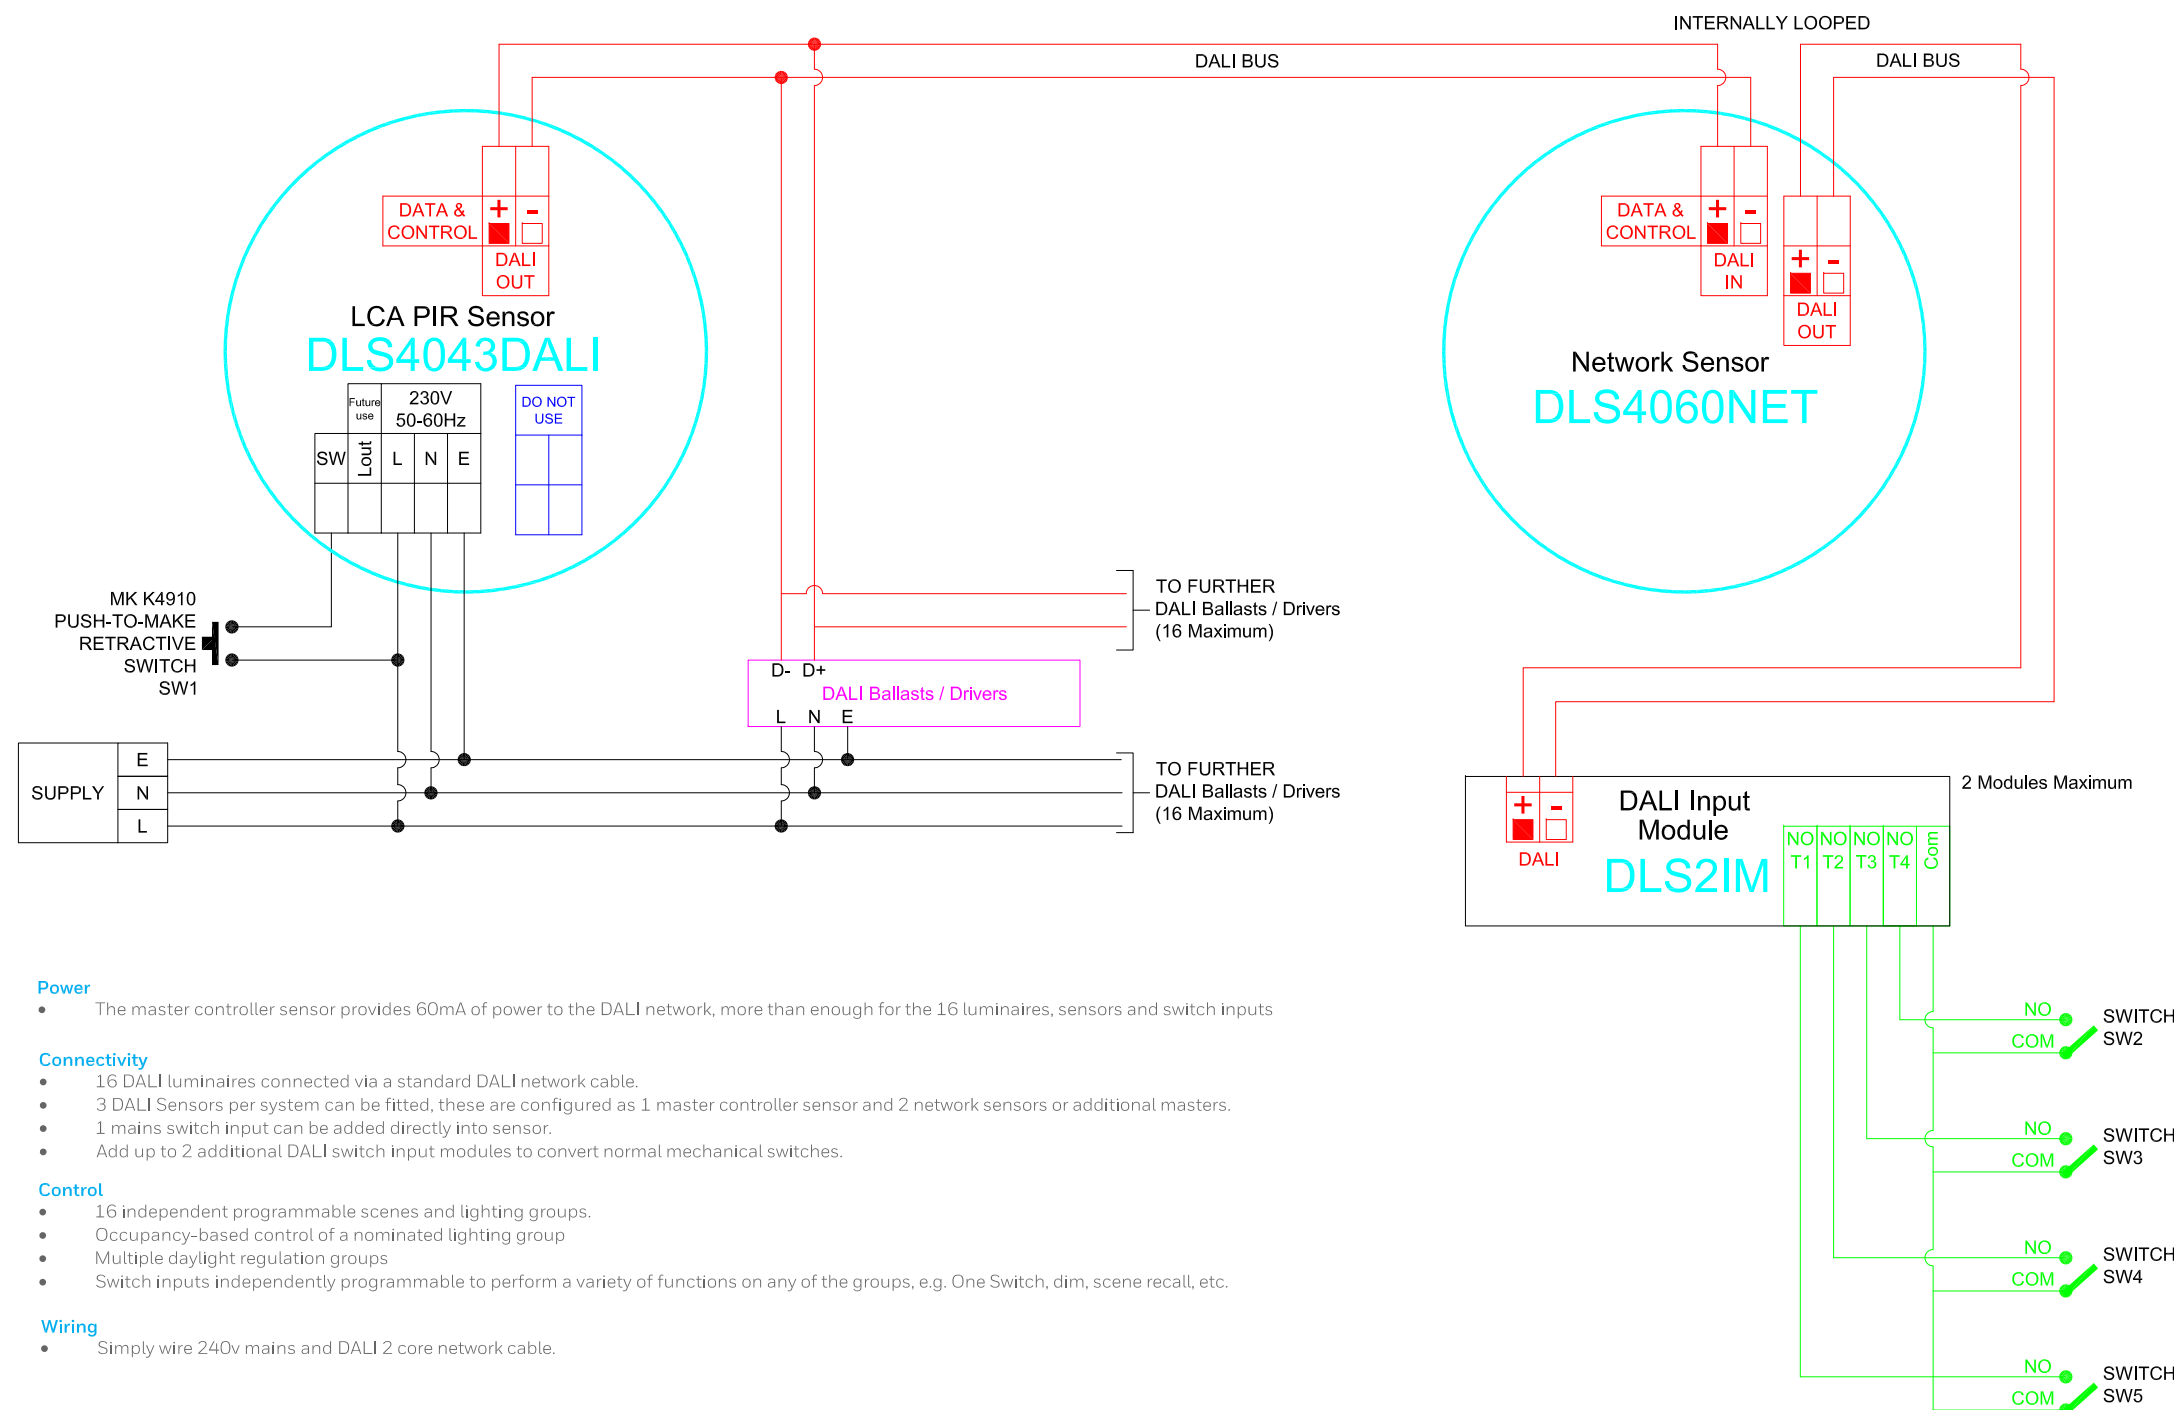 INTERNALLY LOOPED
DALI BUS
DALI BUS
DATA &
CONTROL
+ -
DALI
OUT
LCA PIR Sensor
DLS4043DALI
Future
use
230V
50-60Hz
DO NOT
USE
SW
Lout
L
N
E
DATA &
CONTROL
+ -
DALI
IN
+ -
DALI
OUT
Network Sensor
DLS4060NET
MK K4910
PUSH-TO-MAKE
RETRACTIVE
SWITCH
SW1
TO FURTHER
DALI Ballasts / Drivers
(16 Maximum)
D- D+
DALI Ballasts / Drivers
L N E
SUPPLY
E
N
L
TO FURTHER
DALI Ballasts / Drivers
(16 Maximum)
2 Modules Maximum
+ -
DALI
DALI Input
Module
DLS2IM
NO NO NO NO
T1 T2 T3 T4
Com
NO
COM
SWITCH
SW2
NO
COM
SWITCH
SW3
NO
COM
SWITCH
SW4
NO
COM
SWITCH
SW5
Power
• The master controller sensor provides 60mA of power to the DALI network, more than enough for the 16 luminaires, sensors and switch inputs
Connectivity
• 16 DALI luminaires connected via a standard DALI network cable.
• 3 DALI Sensors per system can be fitted, these are configured as 1 master controller sensor and 2 network sensors or additional masters.
• 1 mains switch input can be added directly into sensor.
• Add up to 2 additional DALI switch input modules to convert normal mechanical switches.
Control
• 16 independent programmable scenes and lighting groups.
• Occupancy-based control of a nominated lighting group
• Multiple daylight regulation groups
• Switch inputs independently programmable to perform a variety of functions on any of the groups, e.g. One Switch, dim, scene recall, etc.
Wiring
• Simply wire 240v mains and DALI 2 core network cable.